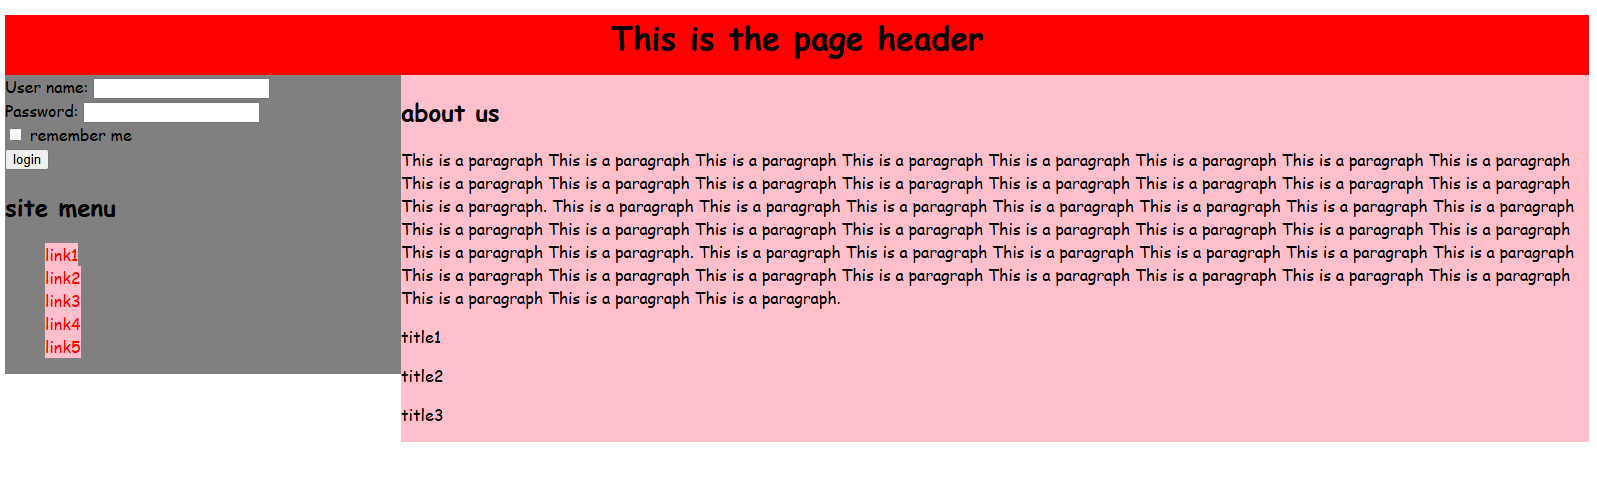 This is the page header
User name:
Password:
remember me
login
site menu
link1
link2
link3
link4
link5
about us
This is a paragraph This is a paragraph This is a paragraph This is a paragraph This is a paragraph This is a paragraph This is a paragraph This is a paragraph
This is a paragraph This is a paragraph This is a paragraph This is a paragraph This is a paragraph This is a paragraph This is a paragraph This is a paragraph
This is a paragraph. This is a paragraph This is a paragraph This is a paragraph This is a paragraph This is a paragraph This is a paragraph This is a paragraph
This is a paragraph This is a paragraph This is a paragraph This is a paragraph This is a paragraph This is a paragraph This is a paragraph This is a paragraph
This is a paragraph This is a paragraph. This is a paragraph This is a paragraph This is a paragraph This is a paragraph This is a paragraph This is a paragraph
This is a paragraph This is a paragraph This is a paragraph This is a paragraph This is a paragraph This is a paragraph This is a paragraph This is a paragraph
This is a paragraph This is a paragraph This is a paragraph.
title1
title2
title3